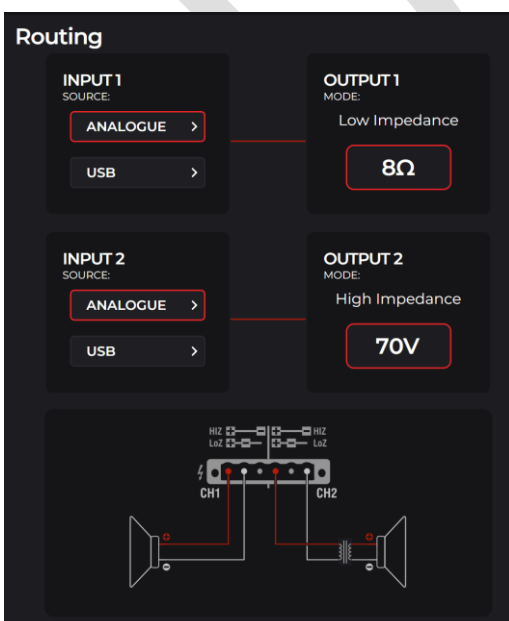 Routing
INPUT 1
SOURCE:
ANALOGUE >
USB >
OUTPUT 1
MODE:
Low Impedance
8Ω
INPUT 2
SOURCE:
ANALOGUE >
USB >
OUTPUT 2
MODE:
High Impedance
70V
HIZ + − + − HIZ
LoZ + − + − LoZ
CH1 CH2
+ +
− −